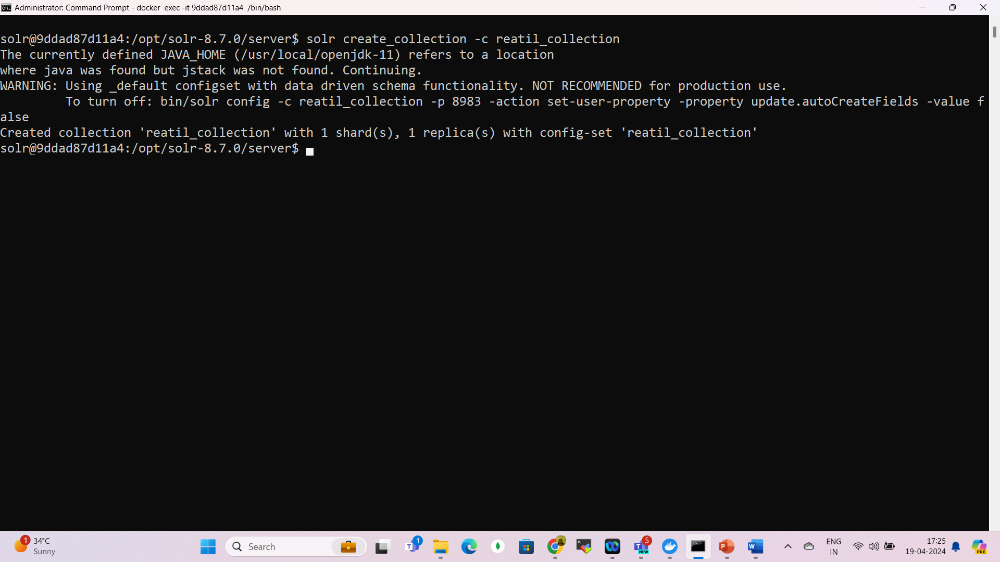 Administrator: Command Prompt - docker  exec -it 9ddad87d11a4  /bin/bash
solr@9ddad87d11a4:/opt/solr-8.7.0/server$ solr create_collection -c reatil_collection
The currently defined JAVA_HOME (/usr/local/openjdk-11) refers to a location
where java was found but jstack was not found. Continuing.
WARNING: Using _default configset with data driven schema functionality. NOT RECOMMENDED for production use.
         To turn off: bin/solr config -c reatil_collection -p 8983 -action set-user-property -property update.autoCreateFields -value f
alse
Created collection 'reatil_collection' with 1 shard(s), 1 replica(s) with config-set 'reatil_collection'
solr@9ddad87d11a4:/opt/solr-8.7.0/server$
1
34°C
Sunny
Search
1
5
NEW
ENG
IN
17:25
19-04-2024
PRE